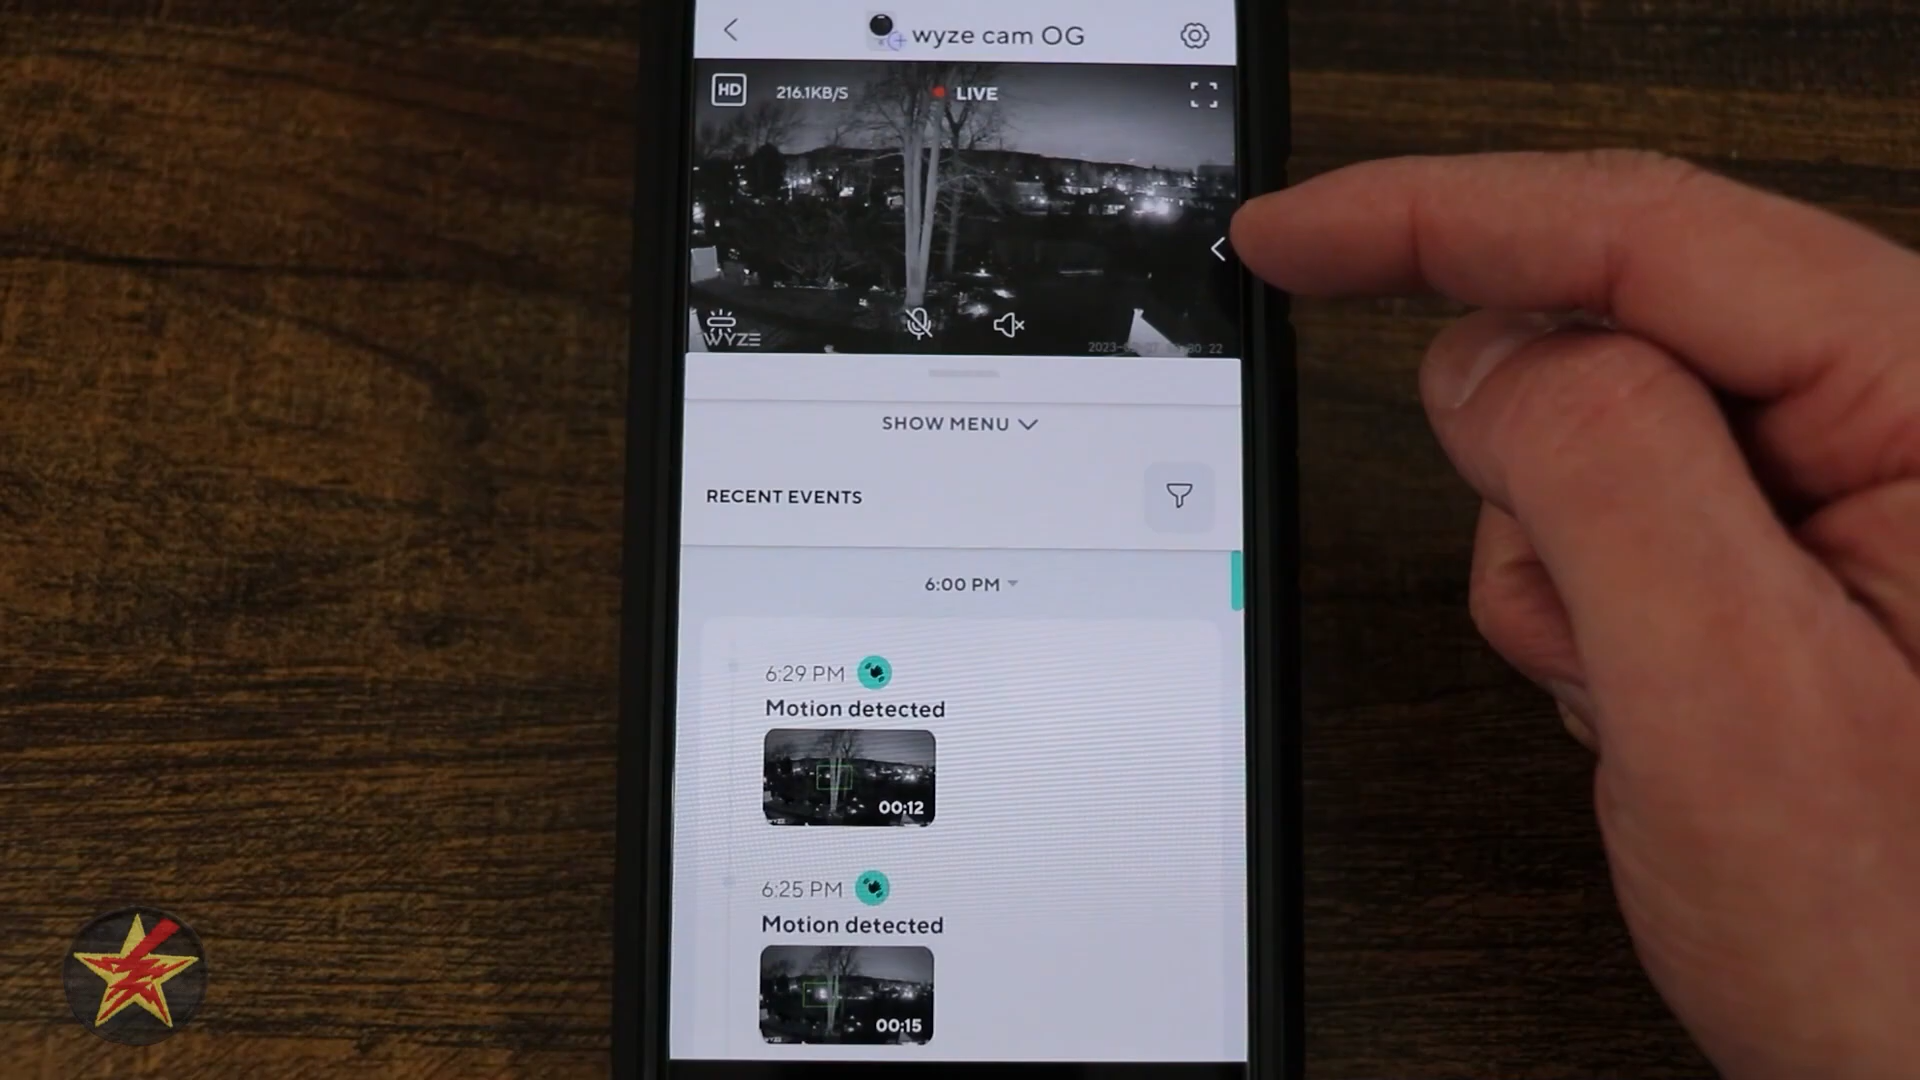 wyze cam OG
HD 216.1KB/S LIVE
WYZE
SHOW MENU
RECENT EVENTS
6:00 PM
6:29 PM
Motion detected
00:12
6:25 PM
Motion detected
00:15